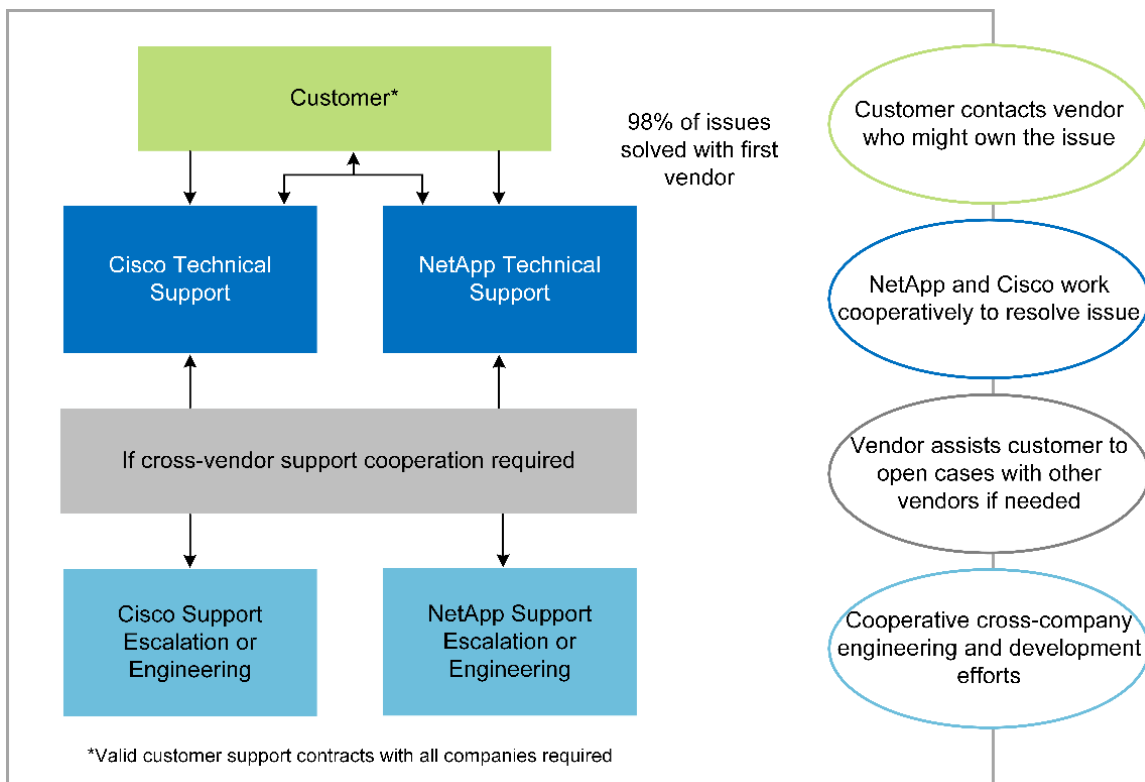 Customer*
98% of issues
solved with first
vendor
Cisco Technical
Support
NetApp Technical
Support
If cross-vendor support cooperation required
Cisco Support
Escalation or
Engineering
NetApp Support
Escalation or
Engineering
*Valid customer support contracts with all companies required
Customer contacts vendor
who might own the issue
NetApp and Cisco work
cooperatively to resolve issue
Vendor assists customer to
open cases with other
vendors if needed
Cooperative cross-company
engineering and development
efforts